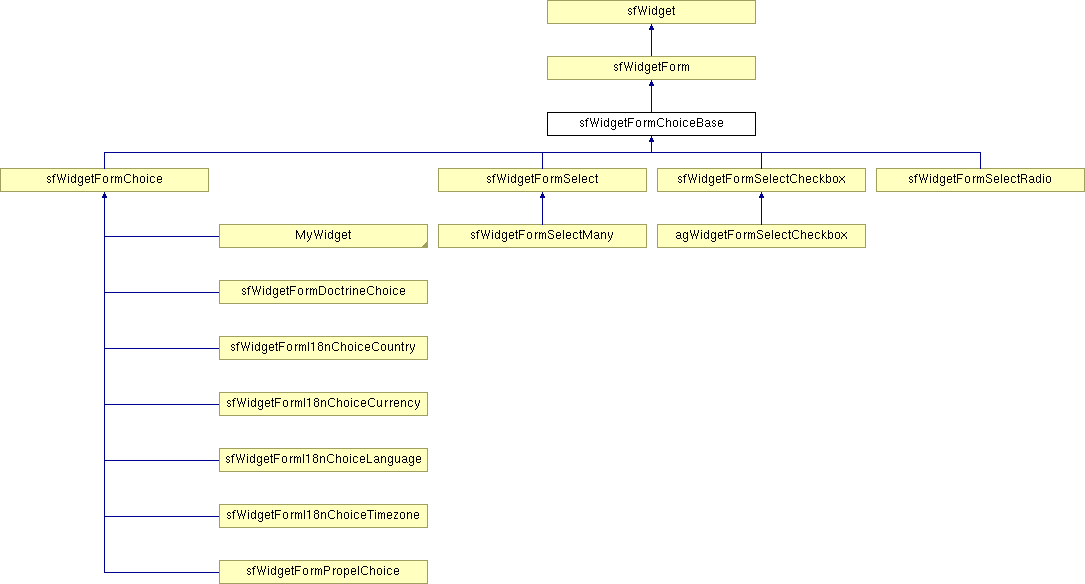 sfWidget
sfWidgetForm
sfWidgetFormChoiceBase
sfWidgetFormChoice
sfWidgetFormSelect
sfWidgetFormSelectCheckbox
sfWidgetFormSelectRadio
MyWidget
sfWidgetFormSelectMany
agWidgetFormSelectCheckbox
sfWidgetFormDoctrineChoice
sfWidgetFormI18nChoiceCountry
sfWidgetFormI18nChoiceCurrency
sfWidgetFormI18nChoiceLanguage
sfWidgetFormI18nChoiceTimezone
sfWidgetFormPropelChoice